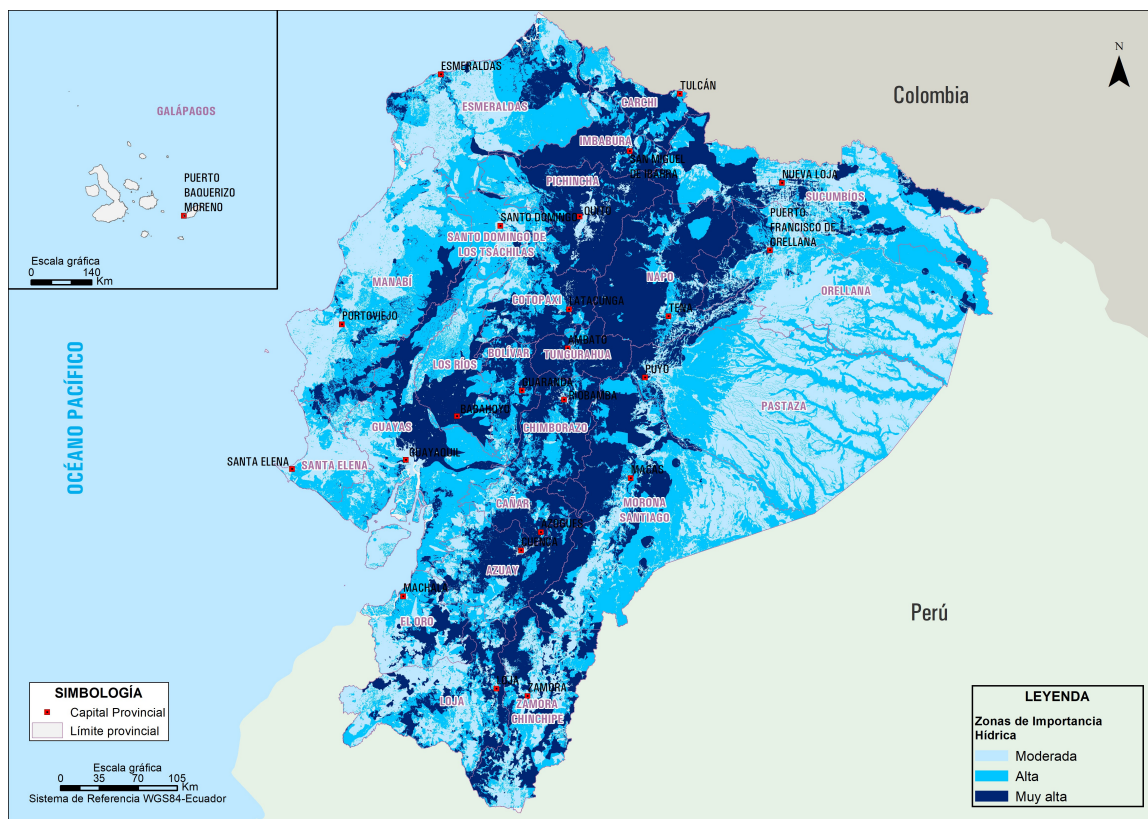 GALÁPAGOS
PUERTO
BAQUERIZO
MORENO
Escala gráfica
0 140
Km
N
Colombia
Perú
OCÉANO PACÍFICO
ESMERALDAS
ESMERALDAS
TULCÁN
CARCHI
IMBABURA
SAN MIGUEL
DE IBARRA
PICHINCHA
NUEVA LOJA
SUCUMBÍOS
QUITO
SANTO DOMINGO
SANTO DOMINGO DE
LOS TSÁCHILAS
PUERTO
FRANCISCO DE
ORELLANA
NAPO
ORELLANA
MANABÍ
COTOPAXI
LATACUNGA
TENA
PORTOVIEJO
AMBATO
BOLÍVAR
TUNGURAHUA
LOS RÍOS
PUYO
GUARANDA
RIOBAMBA
PASTAZA
BABAHOYO
GUAYAS
CHIMBORAZO
GUAYAQUIL
SANTA ELENA
SANTA ELENA
MACAS
MORONA
SANTIAGO
CAÑAR
AZOGUES
CUENCA
AZUAY
MACHALA
EL ORO
LOJA
LOJA
ZAMORA
ZAMORA
CHINCHIPE
SIMBOLOGÍA
Capital Provincial
Límite provincial
Escala gráfica
0 35 70 105
Km
Sistema de Referencia WGS84-Ecuador
LEYENDA
Zonas de Importancia
Hídrica
Moderada
Alta
Muy alta